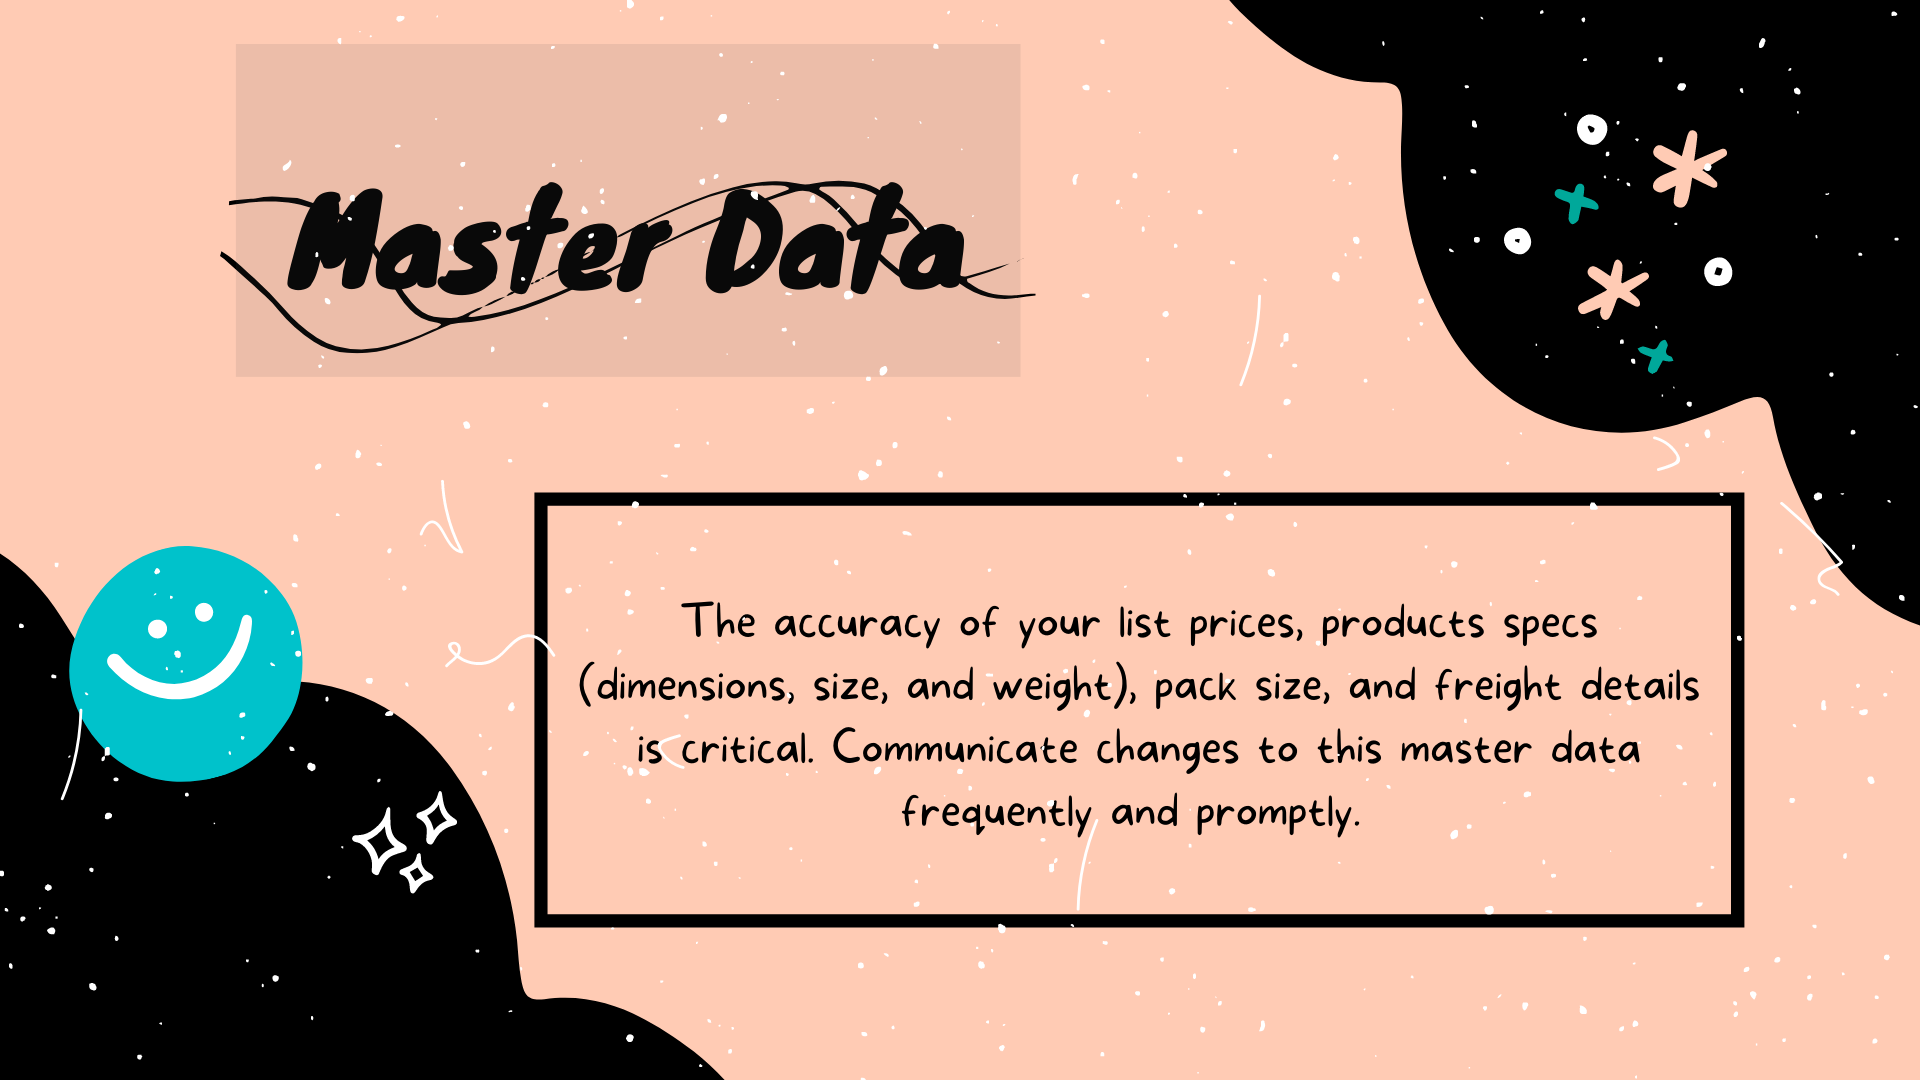 Master Data
The accuracy of your list prices, products specs
(dimensions, size, and weight), pack size, and freight details
is critical. Communicate changes to this master data
frequently and promptly.